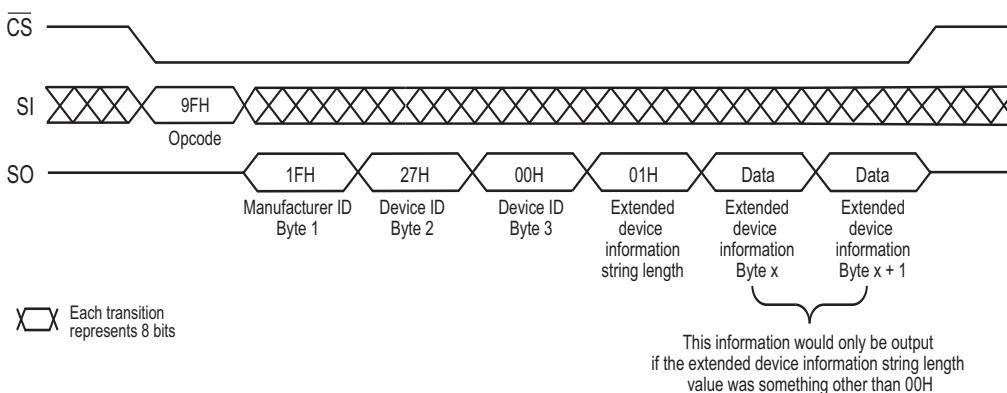 CS
SI
9FH
Opcode
SO
1FH
27H
00H
01H
Data
Data
Manufacturer ID
Byte 1
Device ID
Byte 2
Device ID
Byte 3
Extended
device
information
string length
Extended
device
information
Byte x
Extended
device
information
Byte x + 1
Each transition
represents 8 bits
This information would only be output
if the extended device information string length
value was something other than 00H